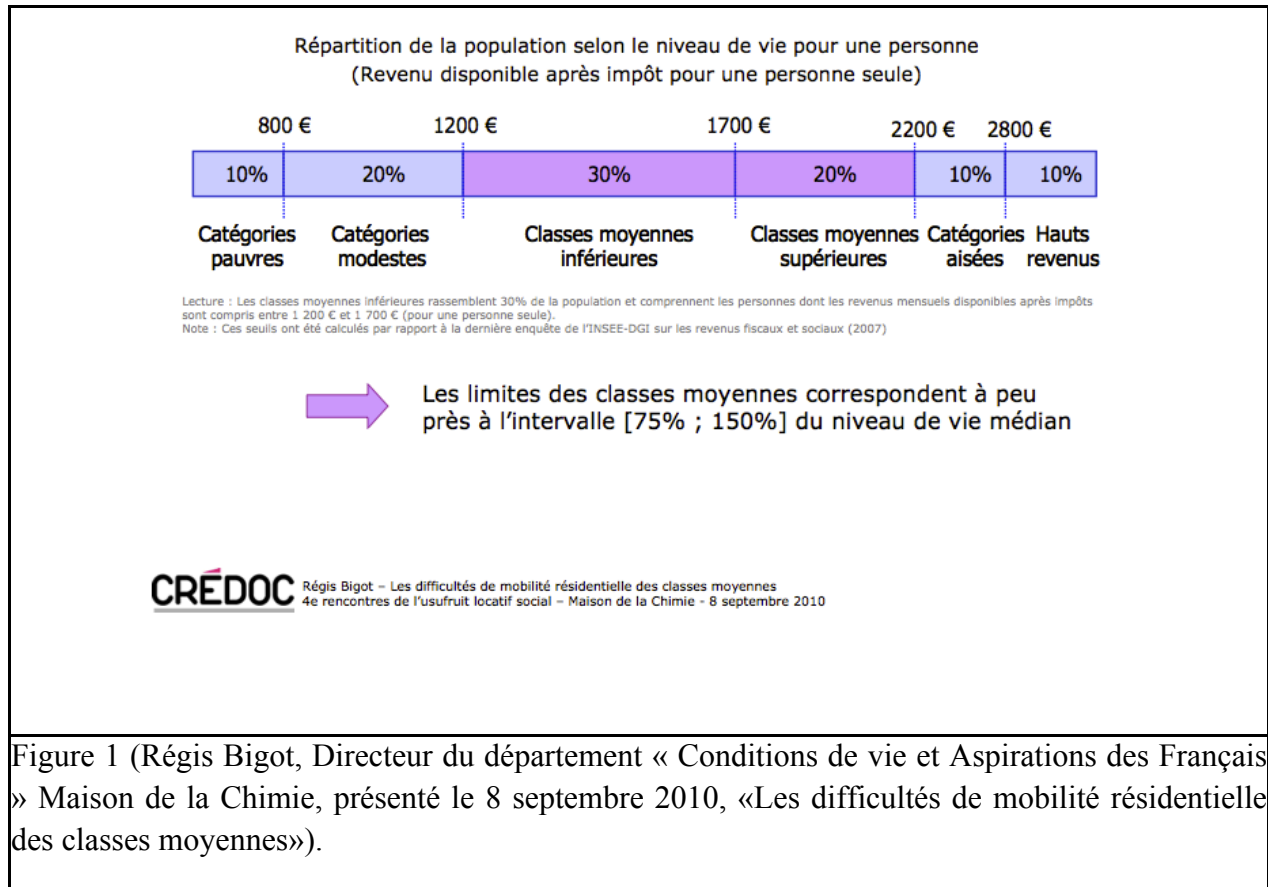 Répartition de la population selon le niveau de vie pour une personne
(Revenu disponible après impôt pour une personne seule)
800 € 1200 € 1700 € 2200 € 2800 €
10% 20% 30% 20% 10% 10%
Catégories Catégories Classes moyennes Classes moyennes Catégories Hauts
pauvres modestes inférieures supérieures aisées revenus
Lecture : Les classes moyennes inférieures rassemblent 30% de la population et comprennent les personnes dont les revenus mensuels disponibles après impôts
sont compris entre 1 200 € et 1 700 € (pour une personne seule).
Note : Ces seuils ont été calculés par rapport à la dernière enquête de l'INSEE-DGI sur les revenus fiscaux et sociaux (2007)
Les limites des classes moyennes correspondent à peu
près à l'intervalle [75% ; 150%] du niveau de vie médian
CRÉDOC
Régis Bigot – Les difficultés de mobilité résidentielle des classes moyennes
4e rencontres de l'usufruit locatif social – Maison de la Chimie - 8 septembre 2010
Figure 1 (Régis Bigot, Directeur du département « Conditions de vie et Aspirations des Français
» Maison de la Chimie, présenté le 8 septembre 2010, «Les difficultés de mobilité résidentielle
des classes moyennes»).